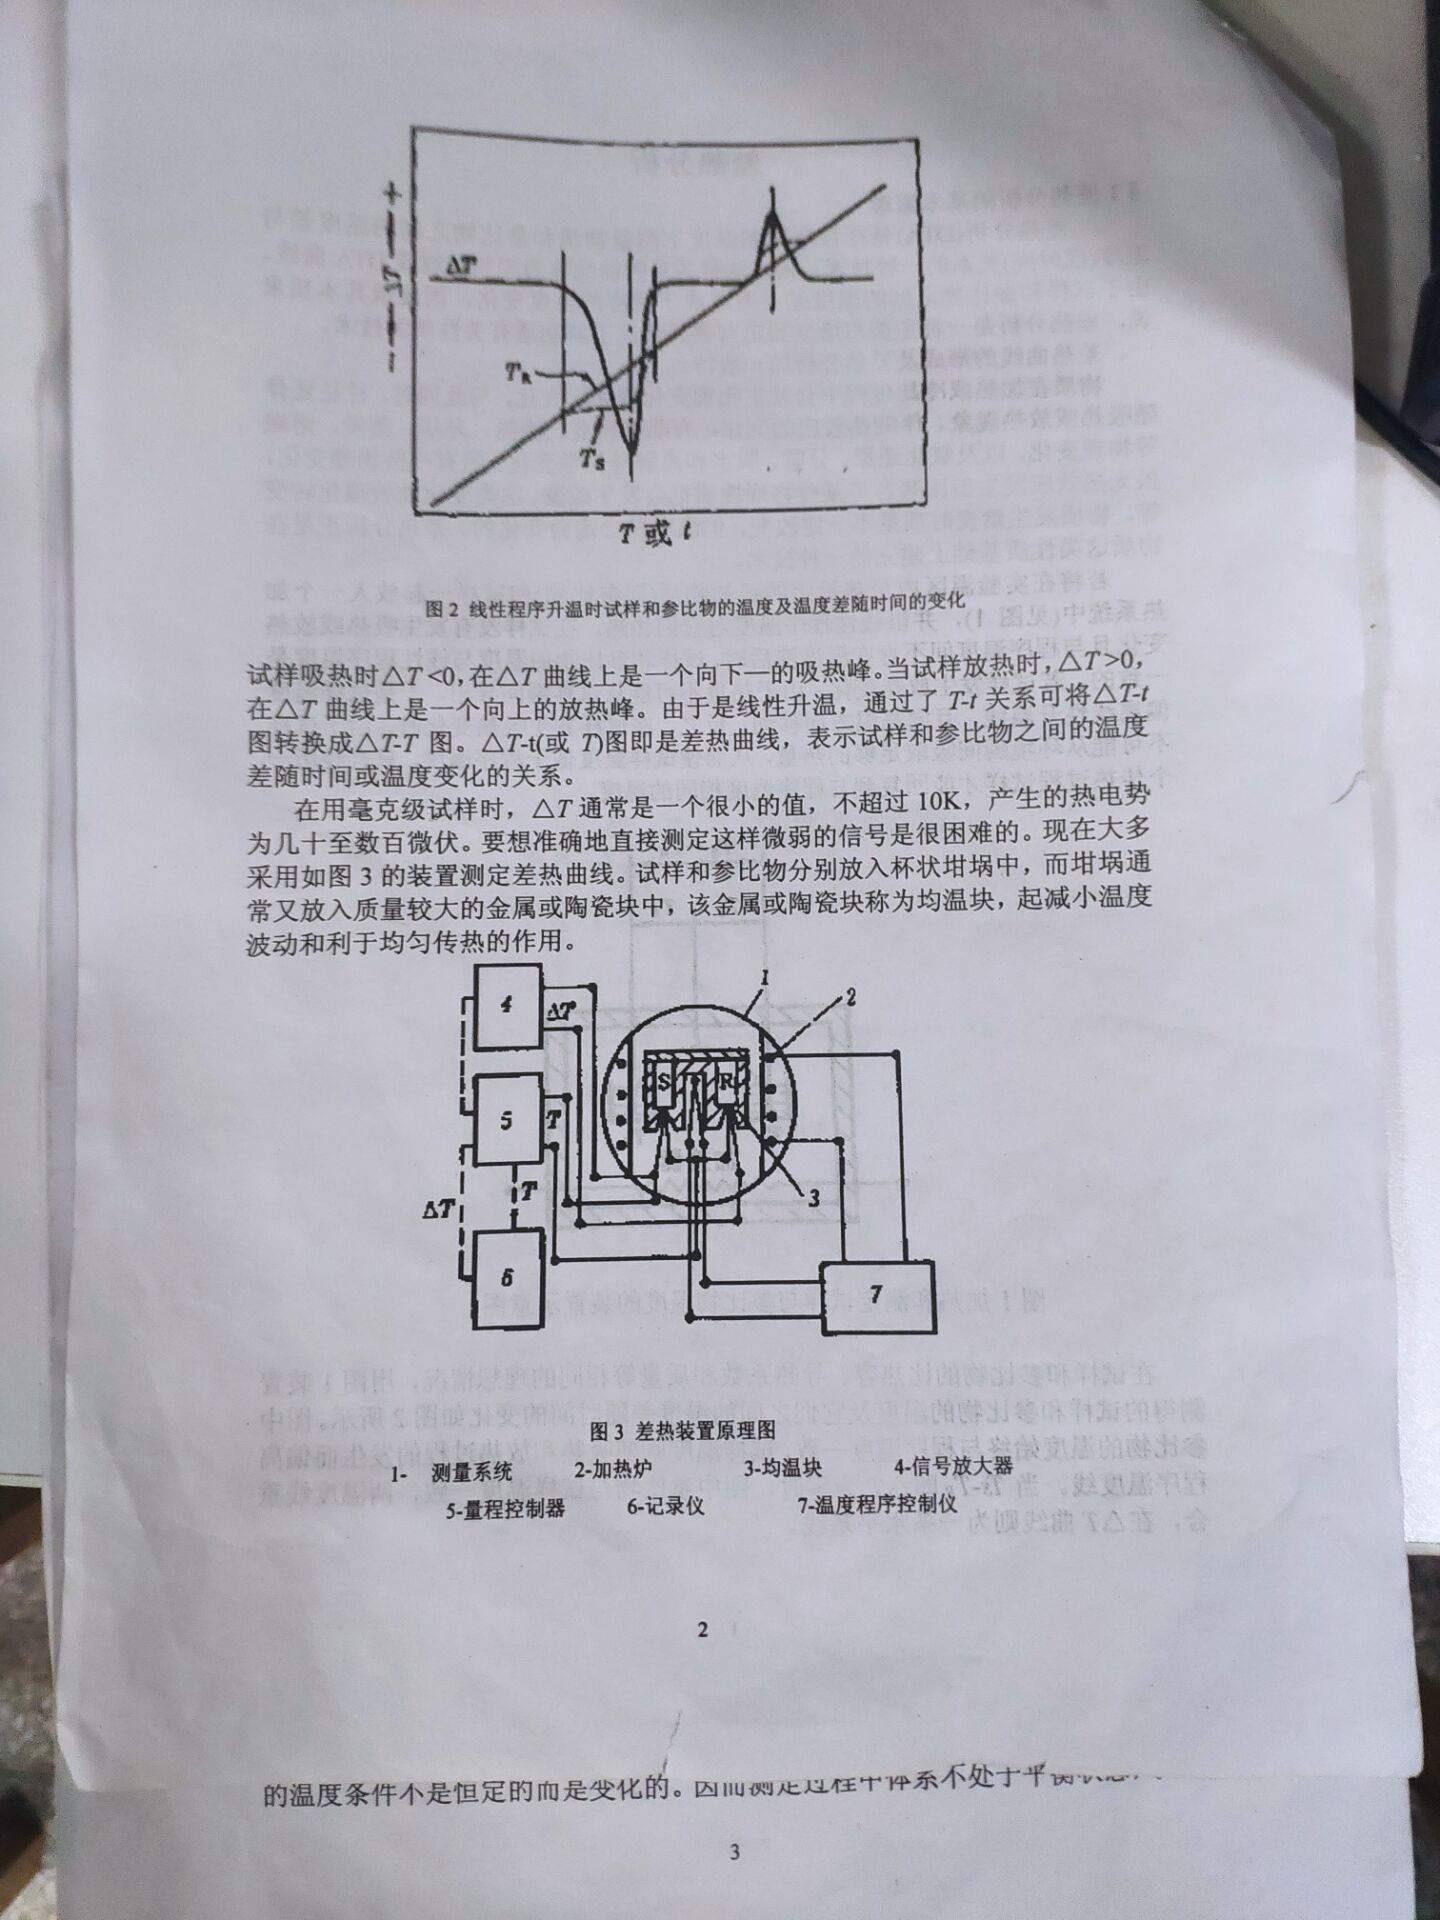 +
ΔT
-
ΔT
T_R
T_S
T 或 t
图 2 线性程序升温时试样和参比物的温度及温度差随时间的变化
试样吸热时△T<0,在△T 曲线上是一个向下一的吸热峰。当试样放热时,△T>0,
在△T 曲线上是一个向上的放热峰。由于是线性升温，通过了 T-t 关系可将△T-t
图转换成△T-T 图。△T-t(或 T)图即是差热曲线，表示试样和参比物之间的温度
差随时间或温度变化的关系。
在用毫克级试样时，△T 通常是一个很小的值，不超过 10K，产生的热电势
为几十至数百微伏。要想准确地直接测定这样微弱的信号是很困难的。现在大多
采用如图 3 的装置测定差热曲线。试样和参比物分别放入杯状坩埚中，而坩埚通
常又放入质量较大的金属或陶瓷块中，该金属或陶瓷块称为均温块，起减小温度
波动和利于均匀传热的作用。
1
2
4
ΔT
S
R
5
T
3
ΔT
T
6
7
图 3 差热装置原理图
1- 测量系统 2-加热炉 3-均温块 4-信号放大器
5-量程控制器 6-记录仪 7-温度程序控制仪
2
的温度条件不是恒定的而是变化的。因而测定过程中体系不处于平衡状态
3